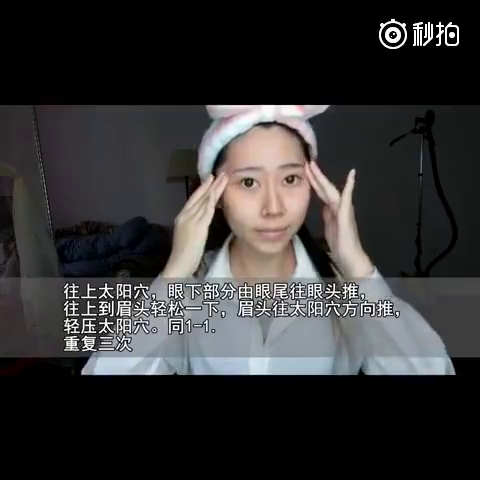 秒拍
往上太阳穴，眼下部分由眼尾往眼头推，
往上到眉头轻松一下，眉头往太阳穴方向推，
轻压太阳穴。同1-1.
重复三次